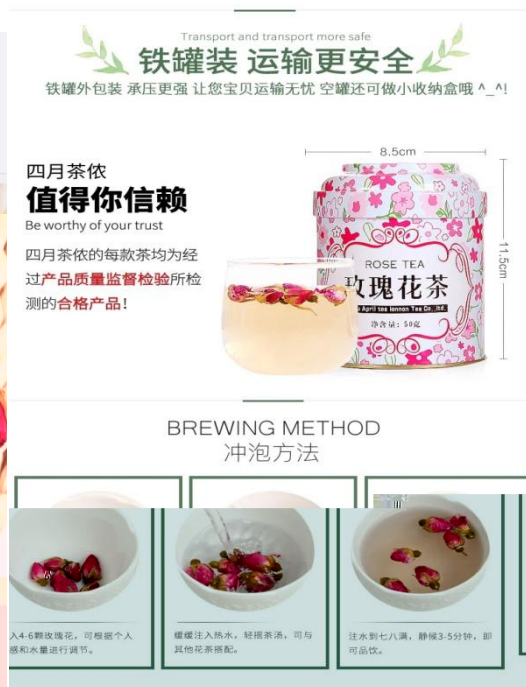 Transport and transport more safe
铁罐装 运输更安全
铁罐外包装 承压更强 让您宝贝运输无忧 空罐还可做小收纳盒哦 ^_^!
8.5cm
四月茶侬
值得你信赖
Be worthy of your trust
四月茶侬的每款茶均为经
过产品质量监督检验所检
测的合格产品!
11.5cm
ROSE TEA
玫瑰花茶
April tea
Tea Co.,ltd.
净含量: 50克
BREWING METHOD
冲泡方法
入4-6颗玫瑰花, 可根据个人
感和水量进行调节。
缓缓注入热水, 轻摇茶汤, 可与
其他花茶搭配。
注水到七八满, 静候3-5分钟, 即
可品饮。